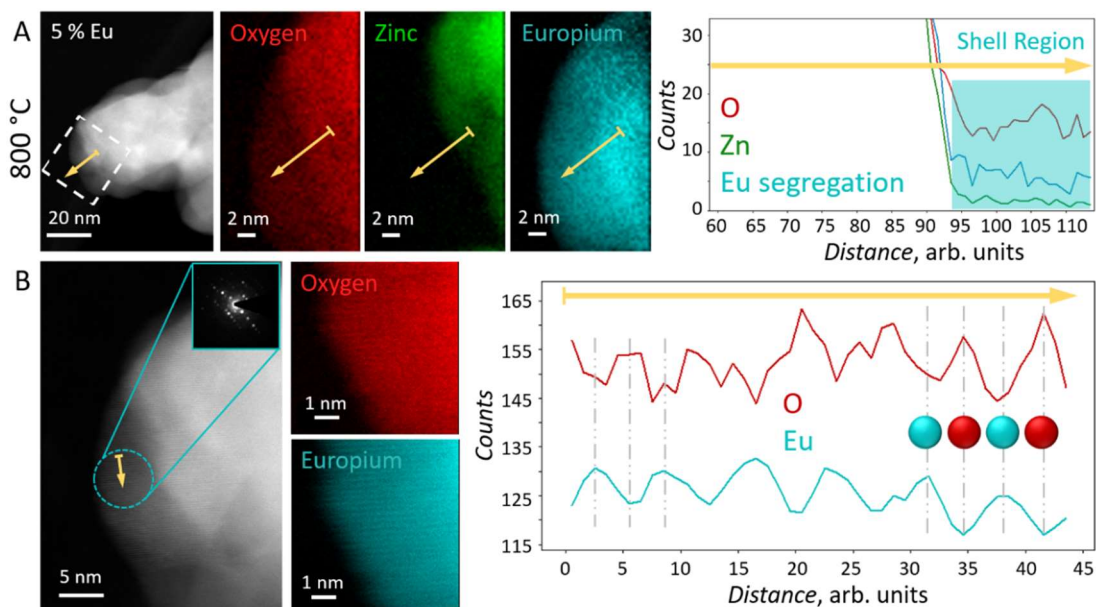 A
800 °C
5 % Eu
20 nm
Oxygen
2 nm
Zinc
2 nm
Europium
2 nm
Counts
30
20
10
0
Shell Region
O
Zn
Eu segregation
60 65 70 75 80 85 90 95 100 105 110
Distance, arb. units
B
5 nm
Oxygen
1 nm
Europium
1 nm
Counts
165
155
145
135
125
115
O
Eu
0 5 10 15 20 25 30 35 40 45
Distance, arb. units